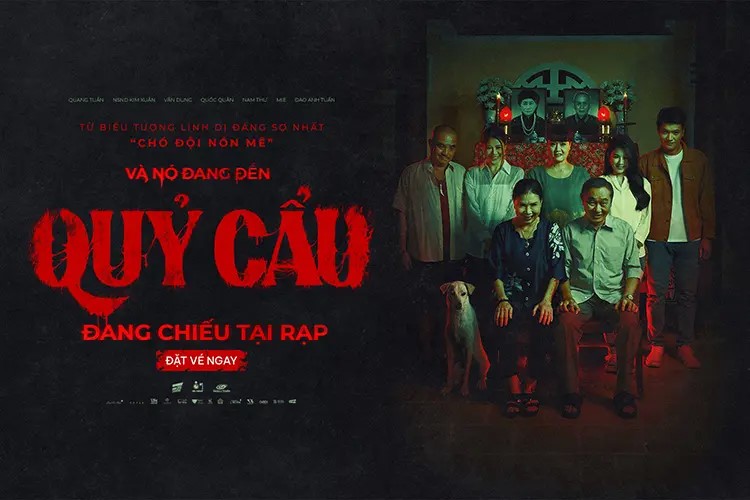 QUANG TUẤN NSND KIM XUÂN VÂN DUNG QUỐC QUÂN NAM THƯ MIE ĐÀO ANH TUẤN
TỪ BIỂU TƯỢNG LINH DỊ ĐÁNG SỢ NHẤT
“CHÓ ĐỘI NÓN MÊ”
VÀ NÓ ĐANG ĐẾN
QUỶ CẨU
ĐANG CHIẾU TẠI RẠP
ĐẶT VÉ NGAY